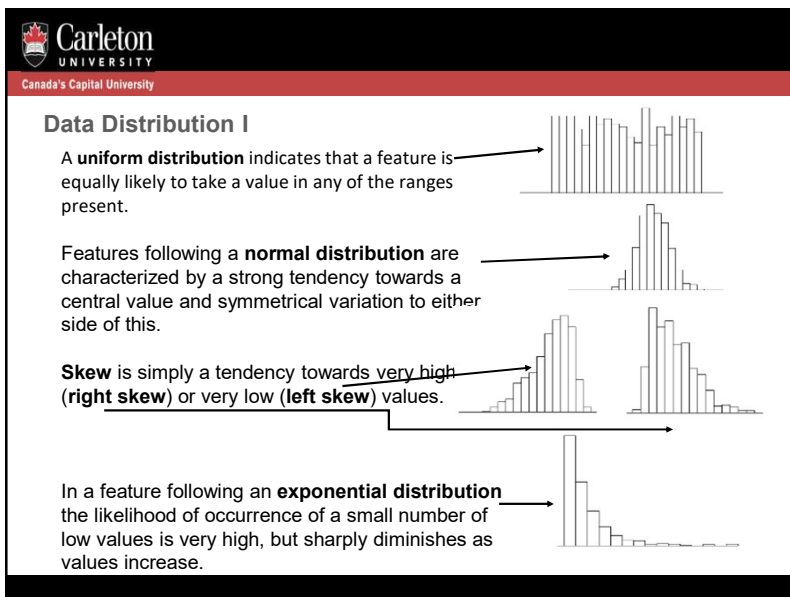 Carleton
UNIVERSITY
Canada's Capital University
Data Distribution I
A uniform distribution indicates that a feature is
equally likely to take a value in any of the ranges
present.
Features following a normal distribution are
characterized by a strong tendency towards a
central value and symmetrical variation to either
side of this.
Skew is simply a tendency towards very high
(right skew) or very low (left skew) values.
In a feature following an exponential distribution
the likelihood of occurrence of a small number of
low values is very high, but sharply diminishes as
values increase.